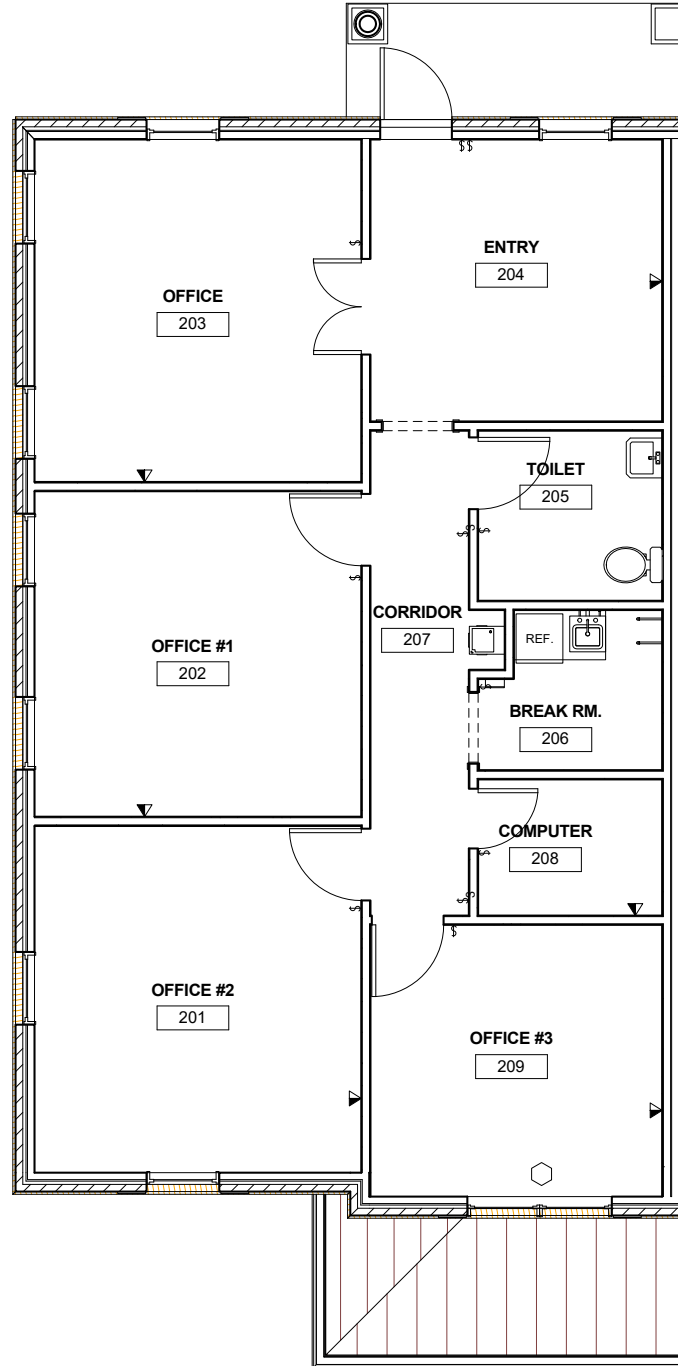 ENTRY
204
OFFICE
203
TOILET
205
CORRIDOR
207
REF.
OFFICE #1
202
BREAK RM.
206
COMPUTER
208
OFFICE #2
201
OFFICE #3
209
$$
$
$
$
$
$
$
$
$
$
$